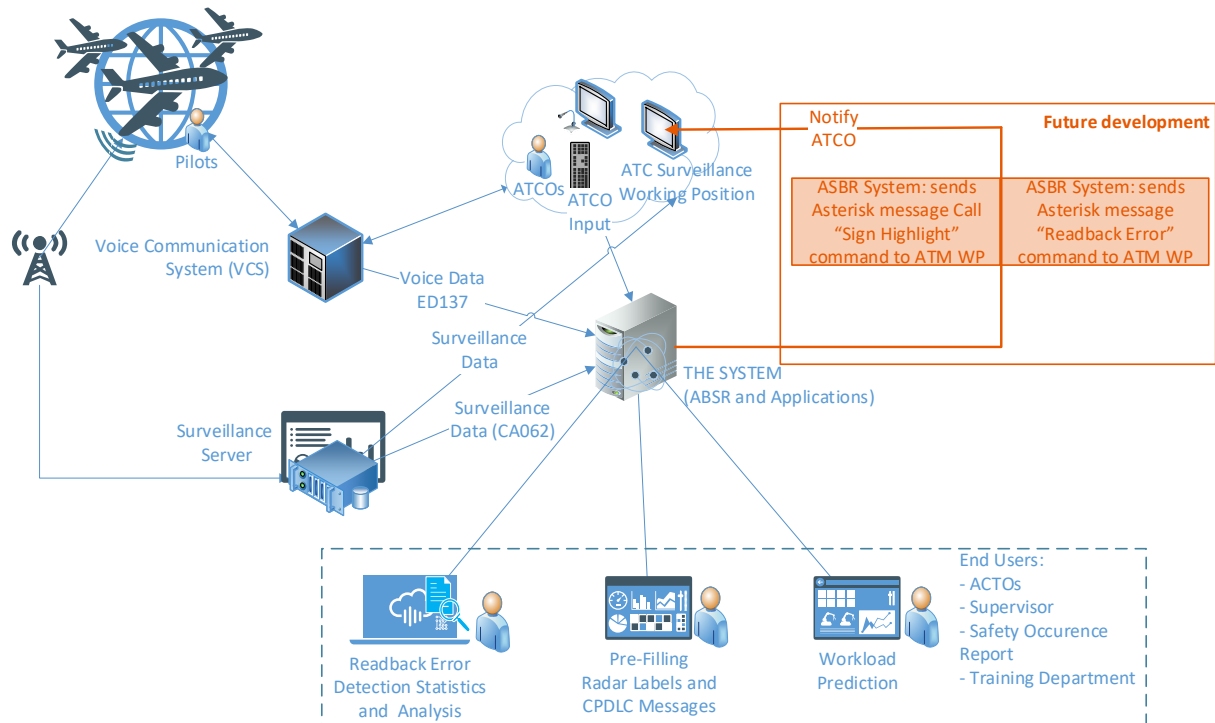 Pilots
Voice Communication
System (VCS)
ATCOs
ATCO
Input
ATC Surveillance
Working Position
Notify
ATCO
Future development
ASBR System: sends
Asterisk message Call
“Sign Highlight”
command to ATM WP
ASBR System: sends
Asterisk message
“Readback Error”
command to ATM WP
Voice Data
ED137
Surveillance
Data
THE SYSTEM
(ABSR and Applications)
Surveillance
Data (CA062)
Surveillance
Server
Readback Error
Detection Statistics
and Analysis
Pre-Filling
Radar Labels and
CPDLC Messages
Workload
Prediction
End Users:
- ACTOs
- Supervisor
- Safety Occurence
Report
- Training Department